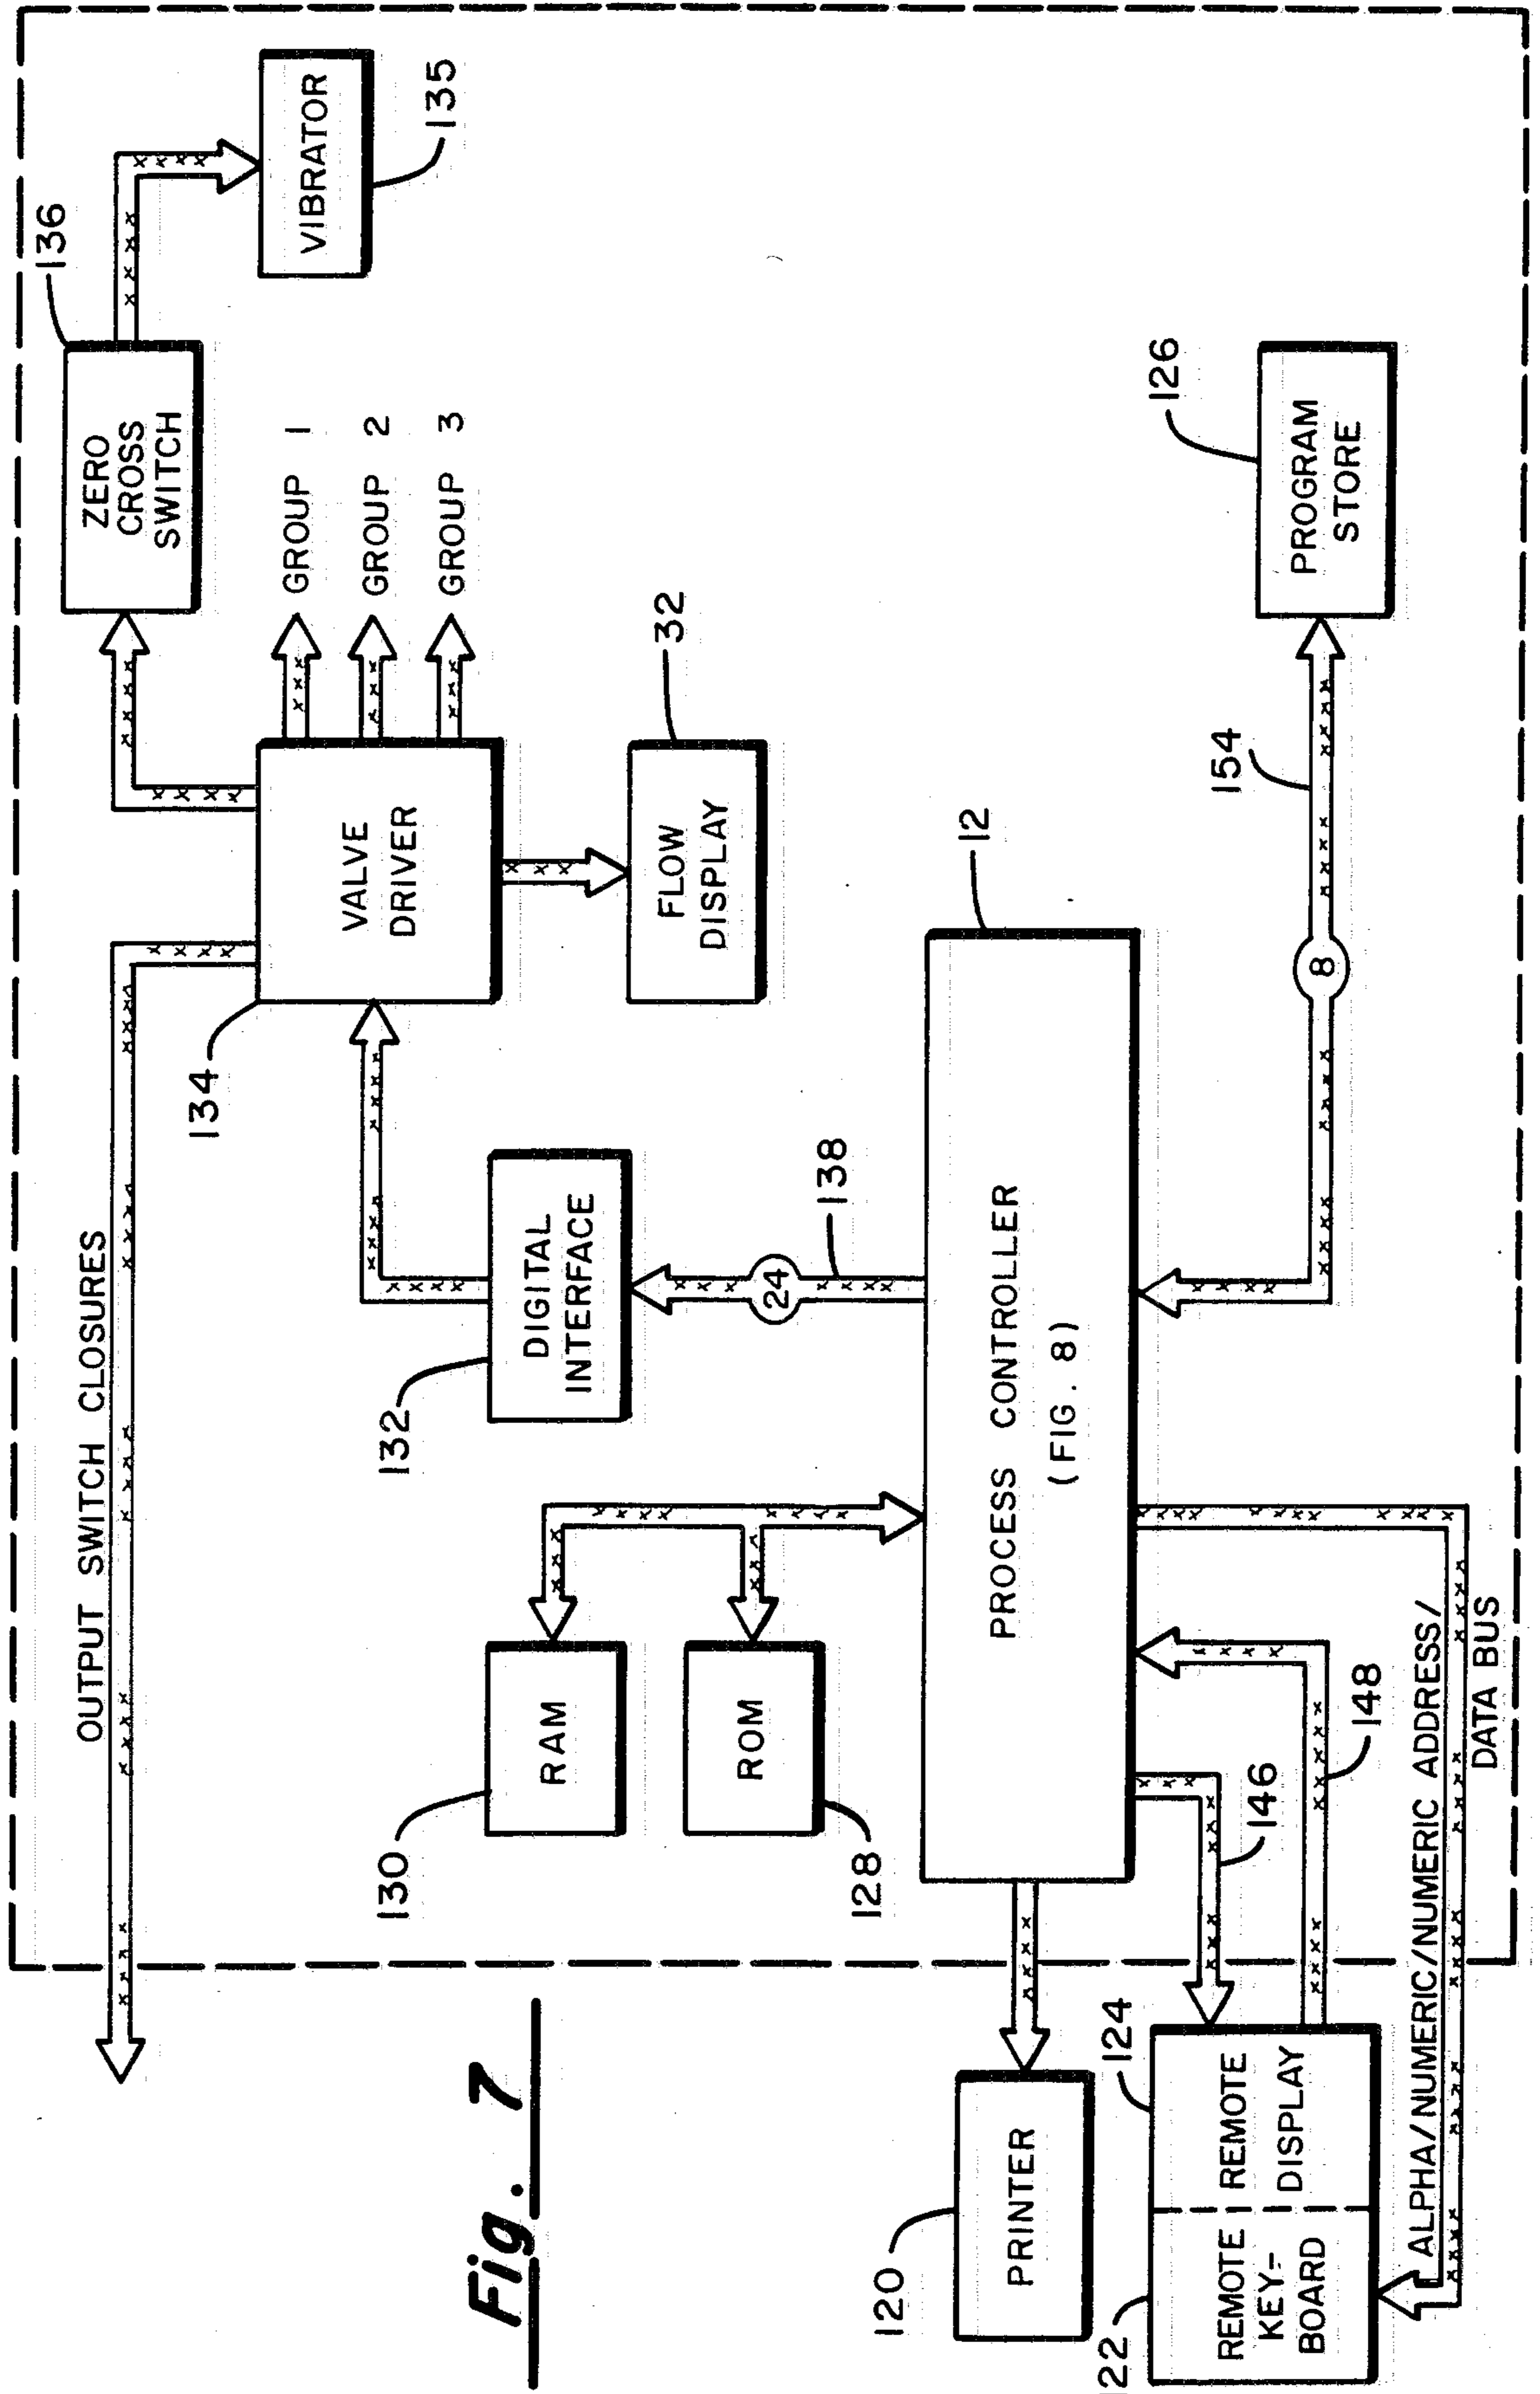 OUTPUT SWITCH CLOSURES
136
ZERO
CROSS
SWITCH
VIBRATOR
135
134
VALVE
DRIVER
GROUP 1
GROUP 2
GROUP 3
132
DIGITAL
INTERFACE
32
FLOW
DISPLAY
130
RAM
128
ROM
24
138
12
PROCESS CONTROLLER
(FIG. 8)
126
PROGRAM
STORE
154
8
Fig. 7
120
PRINTER
122
REMOTE
KEY=
BOARD
124
REMOTE
DISPLAY
146
148
ALPHA/NUMERIC/NUMERIC ADDRESS/
DATA BUS